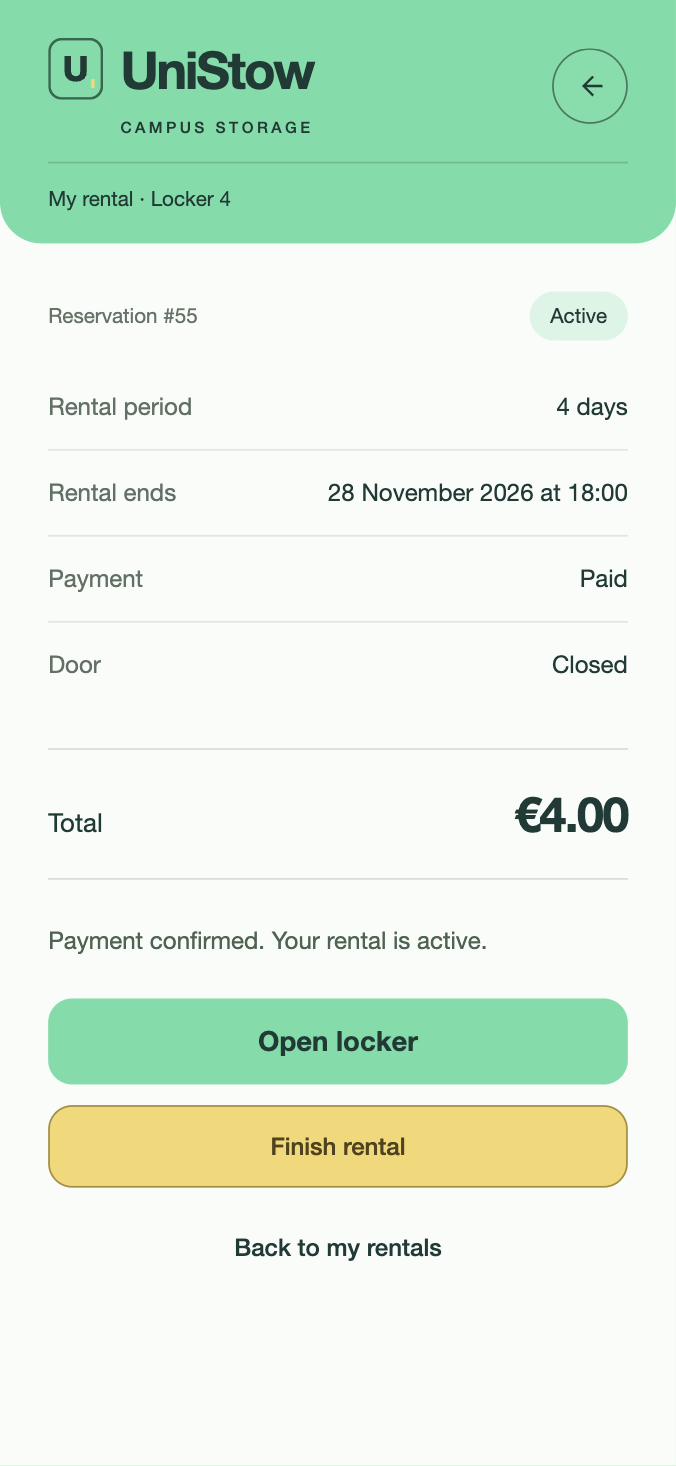 U
UniStow
CAMPUS STORAGE
My rental · Locker 4
Reservation #55
Active
Rental period
4 days
Rental ends
28 November 2026 at 18:00
Payment
Paid
Door
Closed
Total
€4.00
Payment confirmed. Your rental is active.
Open locker
Finish rental
Back to my rentals